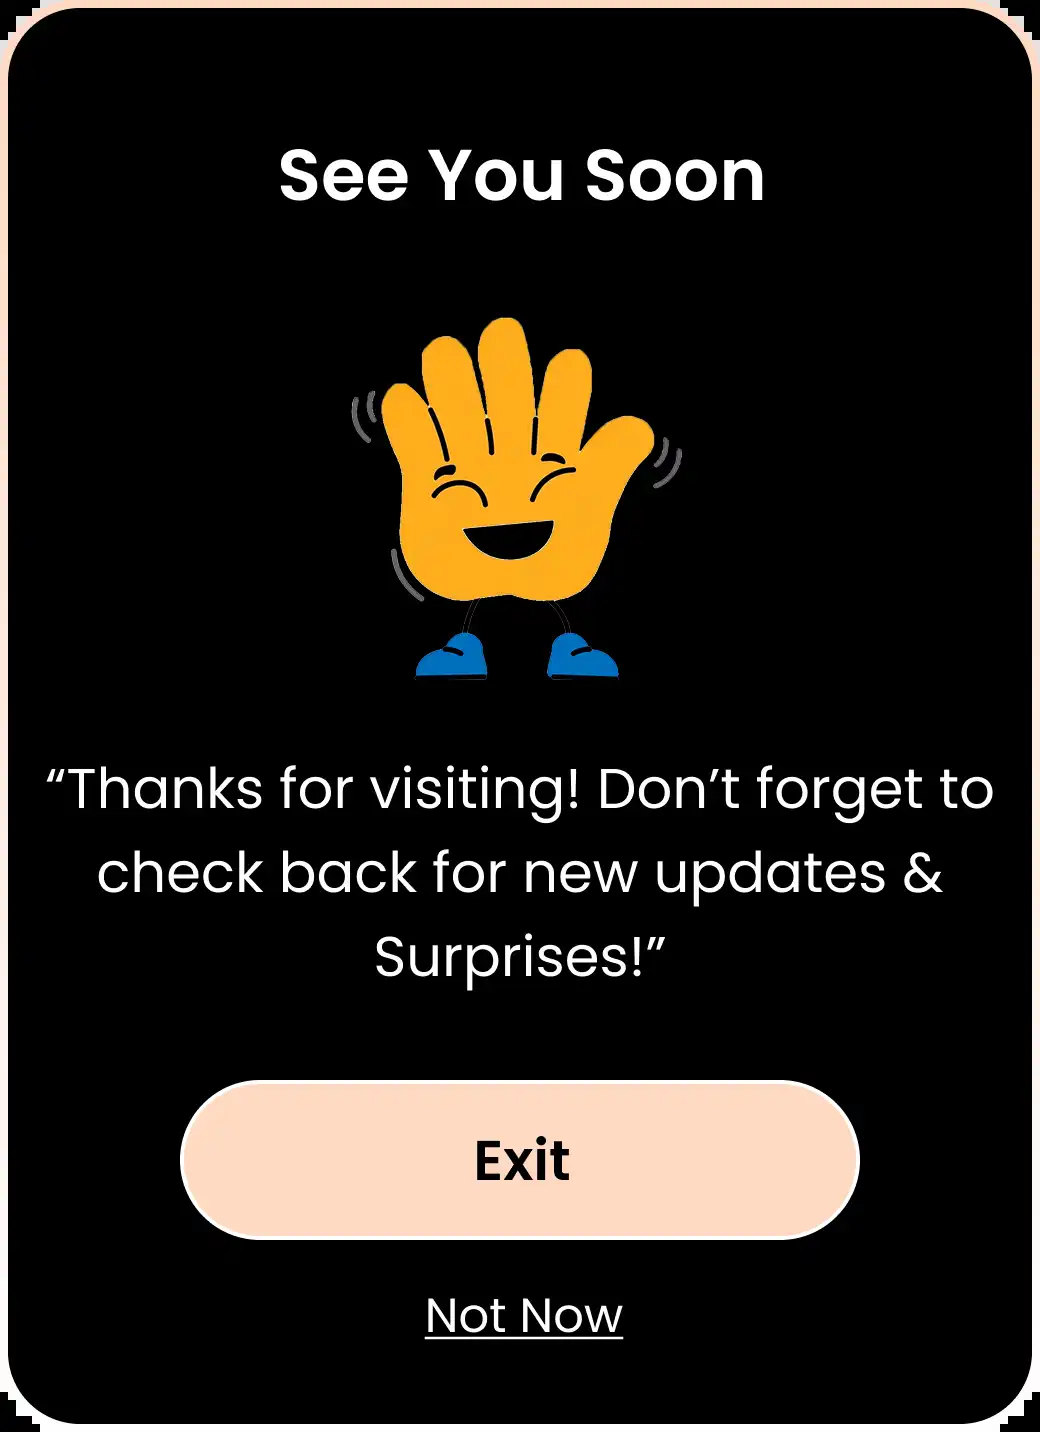 See You Soon
“Thanks for visiting! Don’t forget to
check back for new updates &
Surprises!”
Exit
Not Now